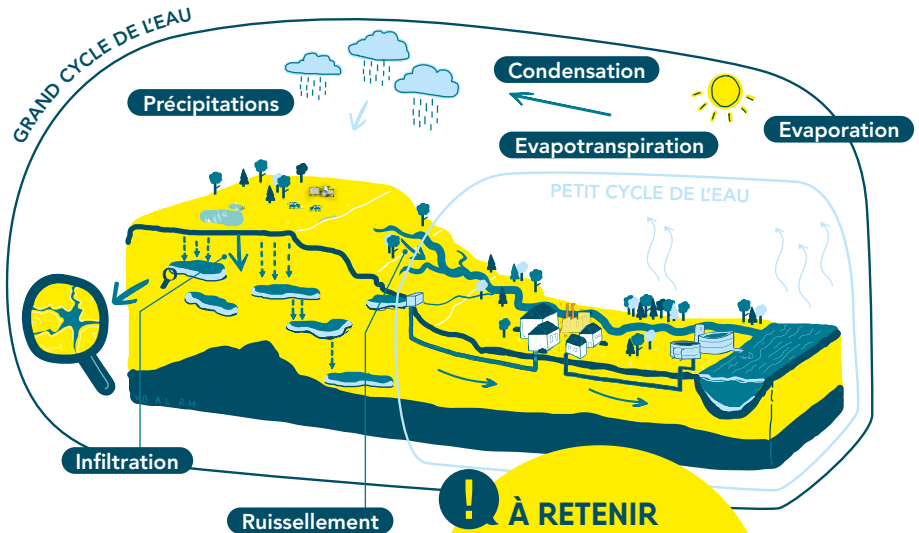 GRAND CYCLE DE L'EAU
Condensation
Précipitations
Evaporation
Evapotranspiration
PETIT CYCLE DE L'EAU
Infiltration
Ruissellement
!
À RETENIR